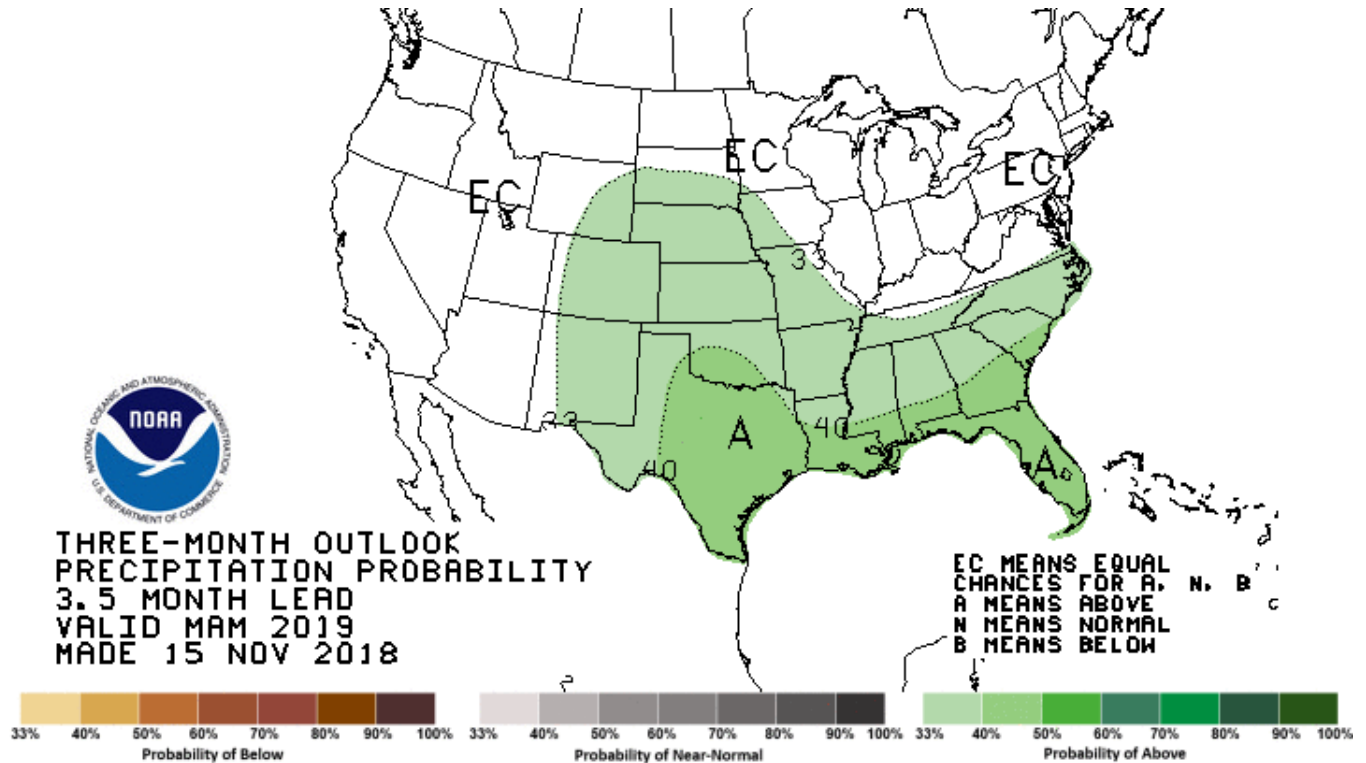 EC
EC
EC
33
33
40
40
A
A
NATIONAL OCEANIC AND ATMOSPHERIC ADMINISTRATION
NOAA
U.S. DEPARTMENT OF COMMERCE
THREE-MONTH OUTLOOK
PRECIPITATION PROBABILITY
3.5 MONTH LEAD
VALID MAM 2019
MADE 15 NOV 2018
EC MEANS EQUAL
CHANCES FOR A, N, B
A MEANS ABOVE
N MEANS NORMAL
B MEANS BELOW
33% 40% 50% 60% 70% 80% 90% 100%
Probability of Below
33% 40% 50% 60% 70% 80% 90% 100%
Probability of Near-Normal
33% 40% 50% 60% 70% 80% 90% 100%
Probability of Above